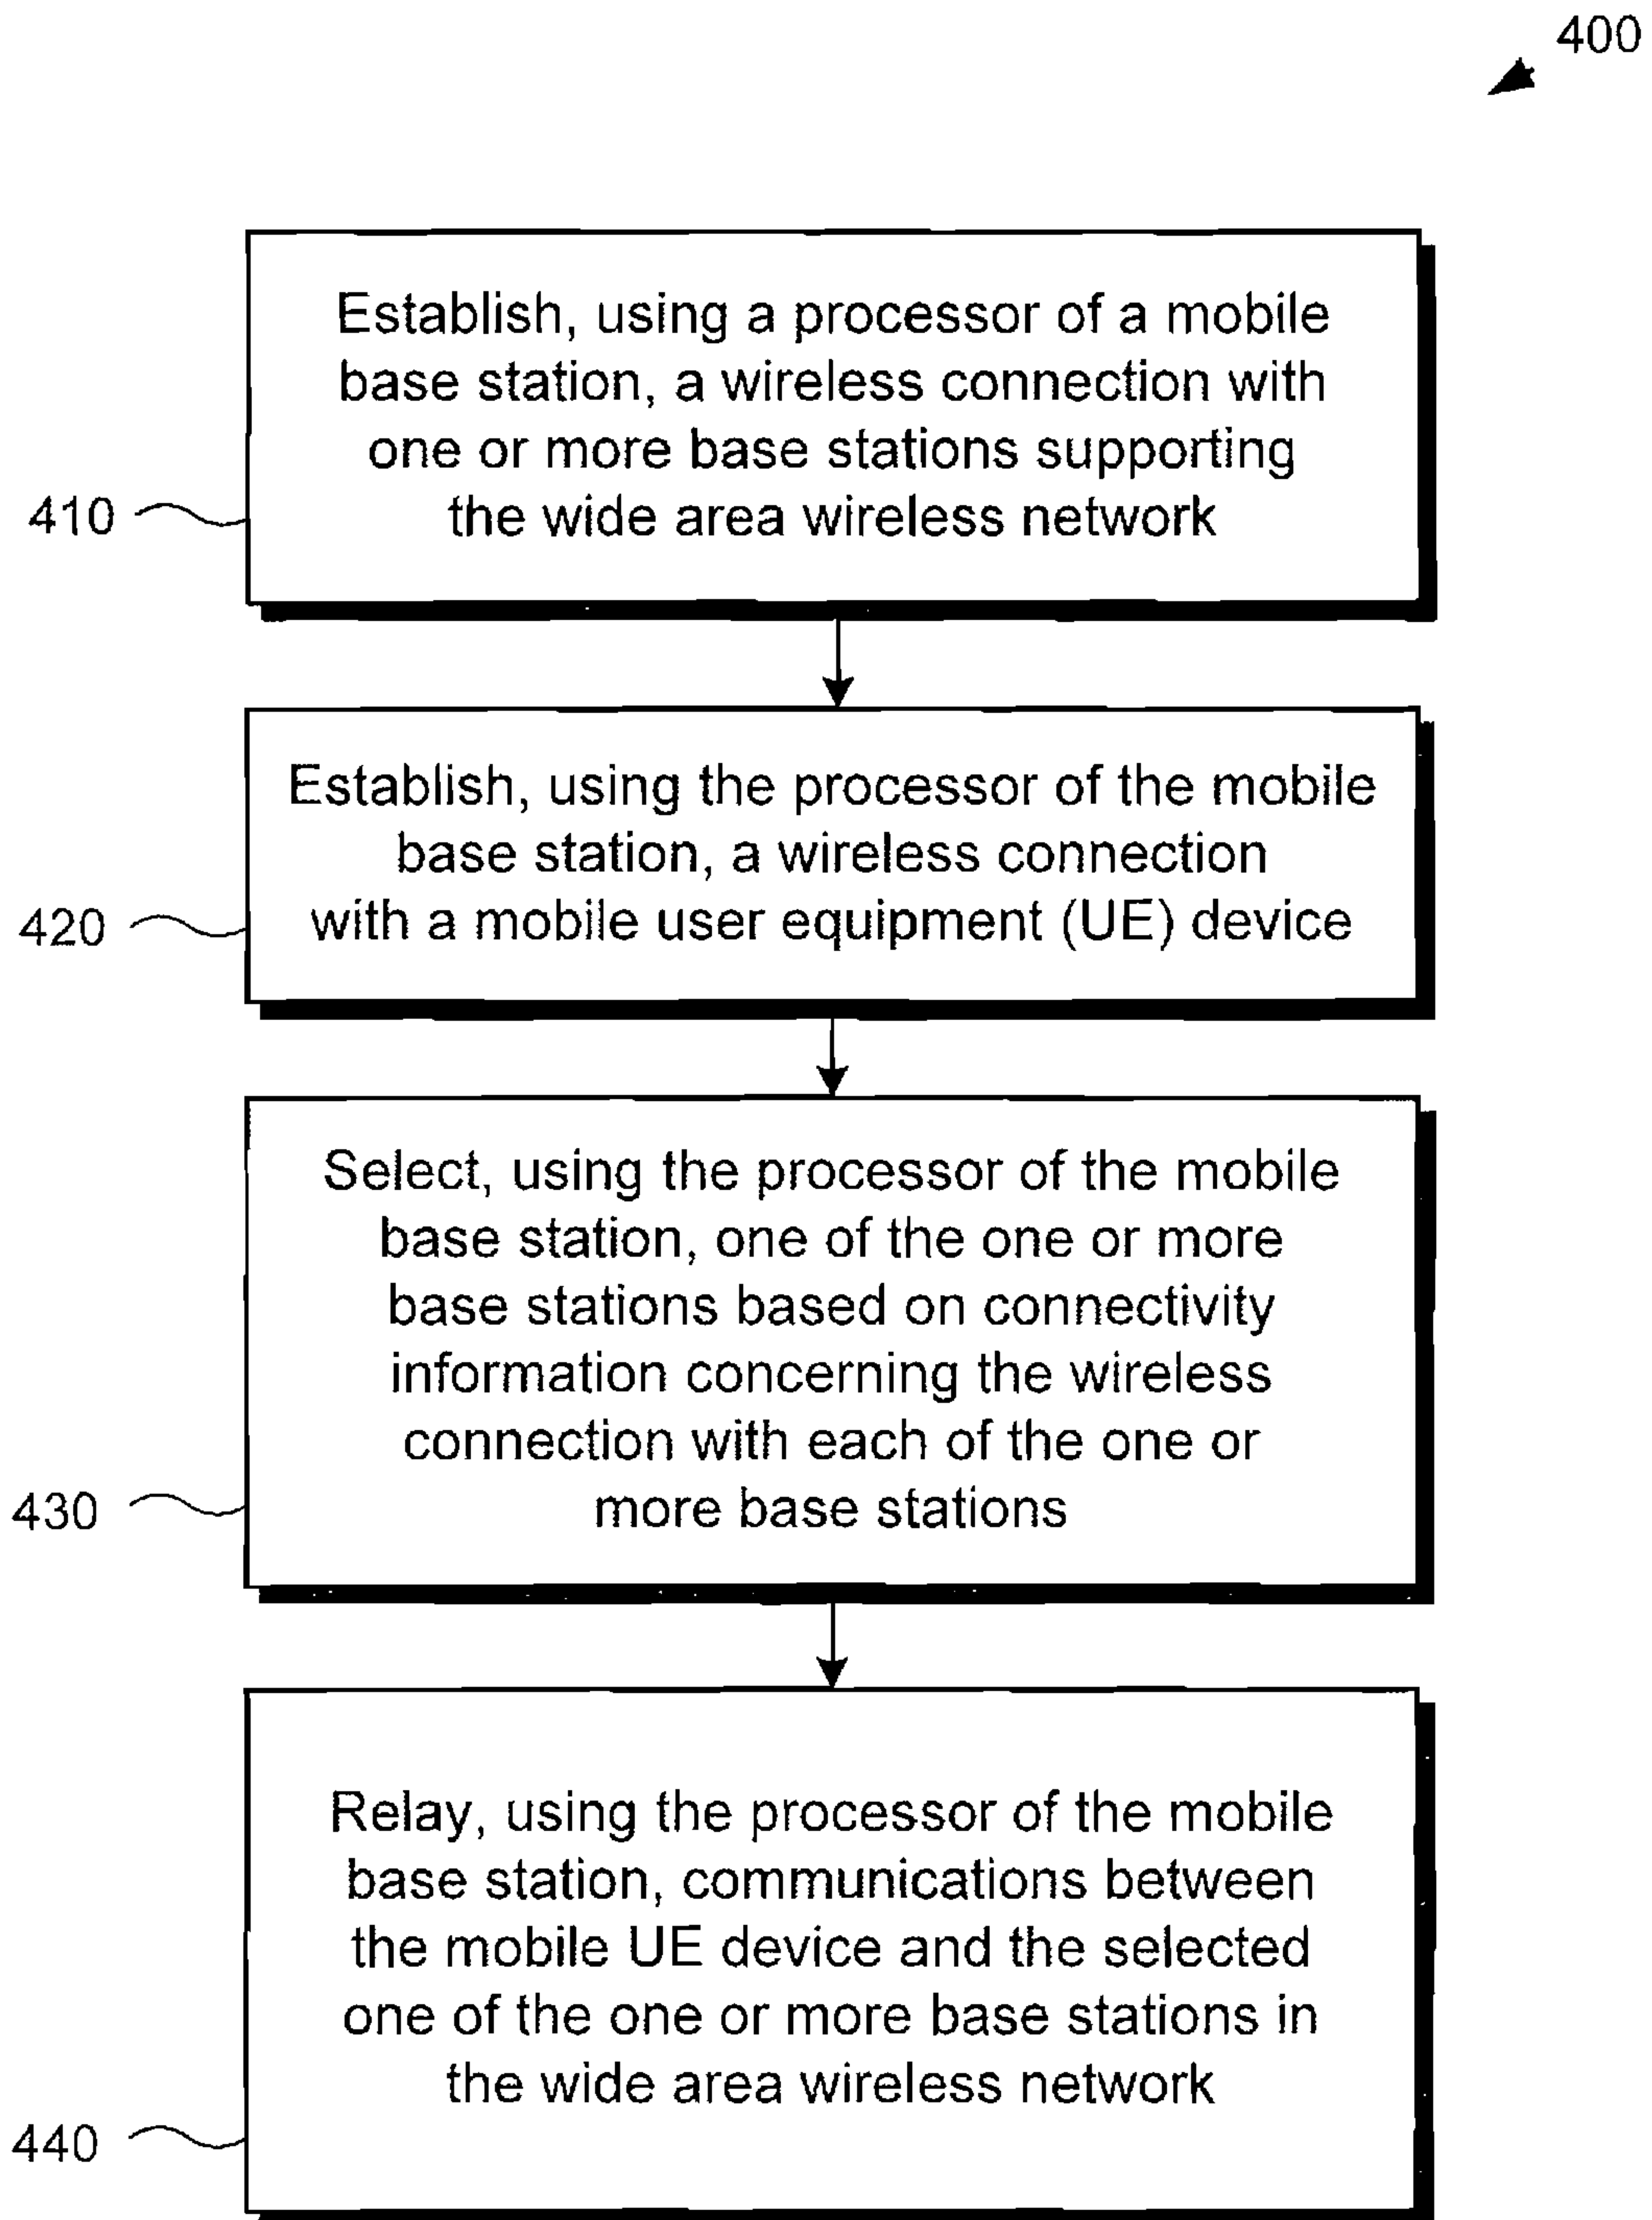 400
Establish, using a processor of a mobile
base station, a wireless connection with
one or more base stations supporting
the wide area wireless network
410
Establish, using the processor of the mobile
base station, a wireless connection
with a mobile user equipment (UE) device
420
Select, using the processor of the mobile
base station, one of the one or more
base stations based on connectivity
information concerning the wireless
connection with each of the one or
more base stations
430
Relay, using the processor of the mobile
base station, communications between
the mobile UE device and the selected
one of the one or more base stations in
the wide area wireless network
440